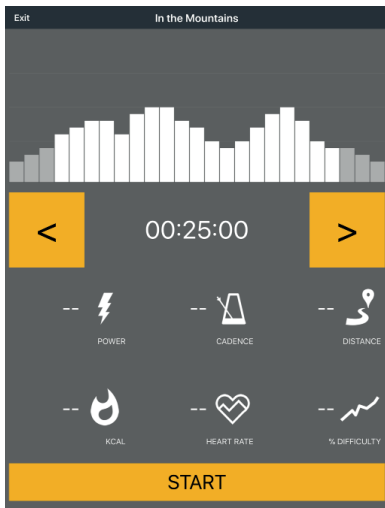 Exit In the Mountains
< 00:25:00 >
-- -- --
POWER CADENCE DISTANCE
-- -- --
KCAL HEART RATE % DIFFICULTY
START